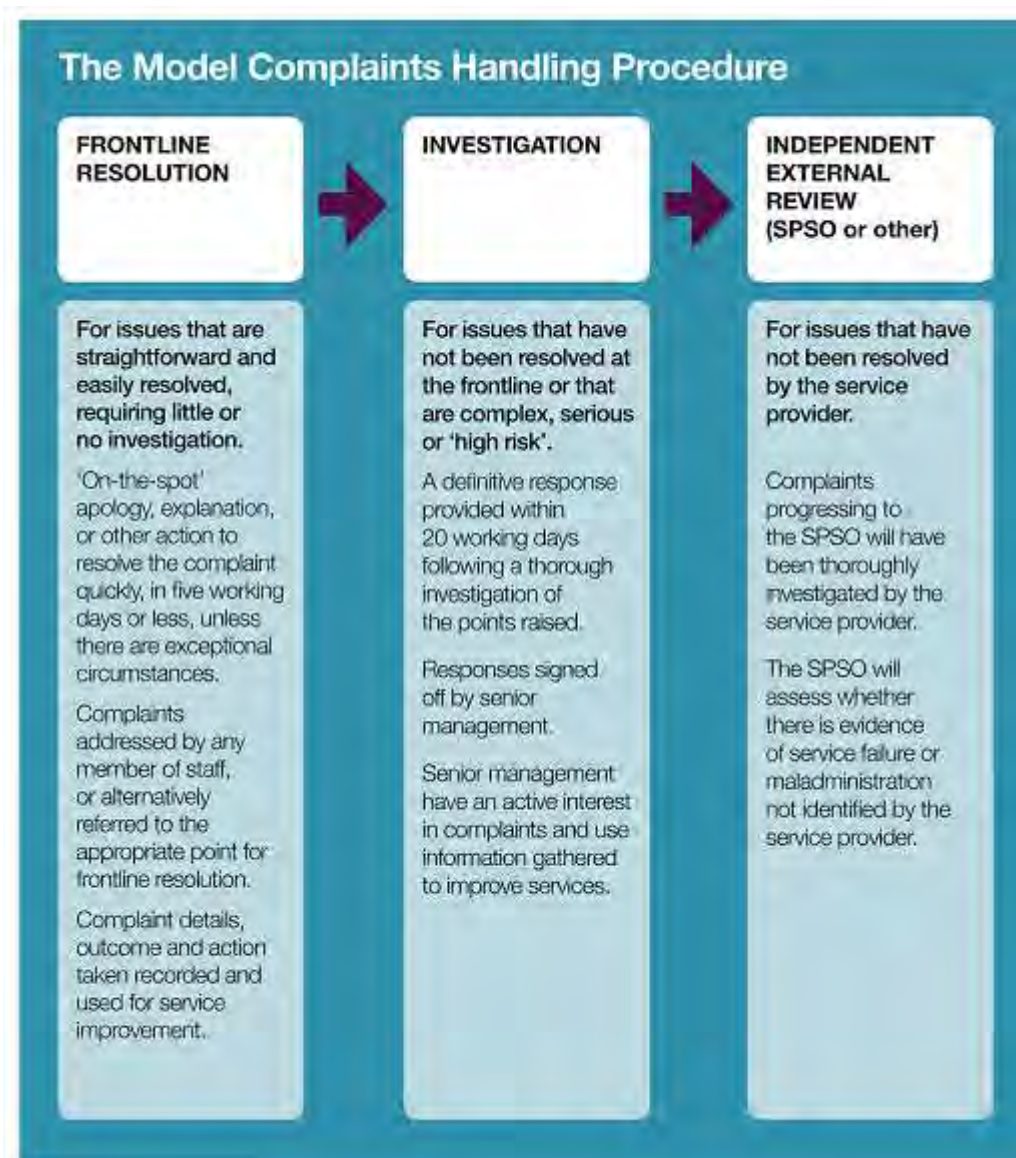 The Model Complaints Handling Procedure
FRONTLINE
RESOLUTION
INVESTIGATION
INDEPENDENT
EXTERNAL
REVIEW
(SPSO or other)
For issues that are
straightforward and
easily resolved,
requiring little or
no investigation.
'On-the-spot'
apology, explanation,
or other action to
resolve the complaint
quickly, in five working
days or less, unless
there are exceptional
circumstances.
Complaints
addressed by any
member of staff,
or alternatively
referred to the
appropriate point for
frontline resolution.
Complaint details,
outcome and action
taken recorded and
used for service
improvement.
For issues that have
not been resolved at
the frontline or that
are complex, serious
or 'high risk'.
A definitive response
provided within
20 working days
following a thorough
investigation of
the points raised.
Responses signed
off by senior
management.
Senior management
have an active interest
in complaints and use
information gathered
to improve services.
For issues that have
not been resolved
by the service
provider.
Complaints
progressing to
the SPSO will have
been thoroughly
investigated by the
service provider.
The SPSO will
assess whether
there is evidence
of service failure or
maladministration
not identified by the
service provider.